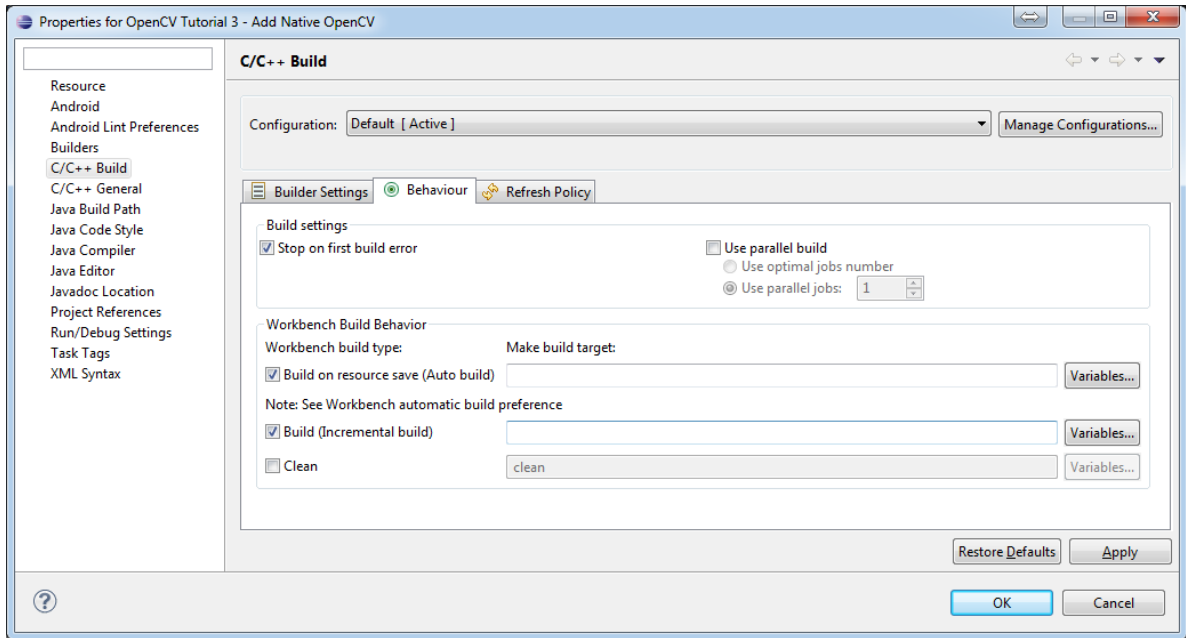 Properties for OpenCV Tutorial 3 - Add Native OpenCV
C/C++ Build
Resource
Android
Android Lint Preferences
Builders
C/C++ Build
C/C++ General
Java Build Path
Java Code Style
Java Compiler
Java Editor
Javadoc Location
Project References
Run/Debug Settings
Task Tags
XML Syntax
Configuration: Default [ Active ] Manage Configurations...
Builder Settings Behaviour Refresh Policy
Build settings
Stop on first build error Use parallel build
Use optimal jobs number
Use parallel jobs: 1
Workbench Build Behavior
Workbench build type: Make build target:
Build on resource save (Auto build) Variables...
Note: See Workbench automatic build preference
Build (Incremental build) Variables...
Clean clean Variables...
Restore Defaults Apply
? OK Cancel